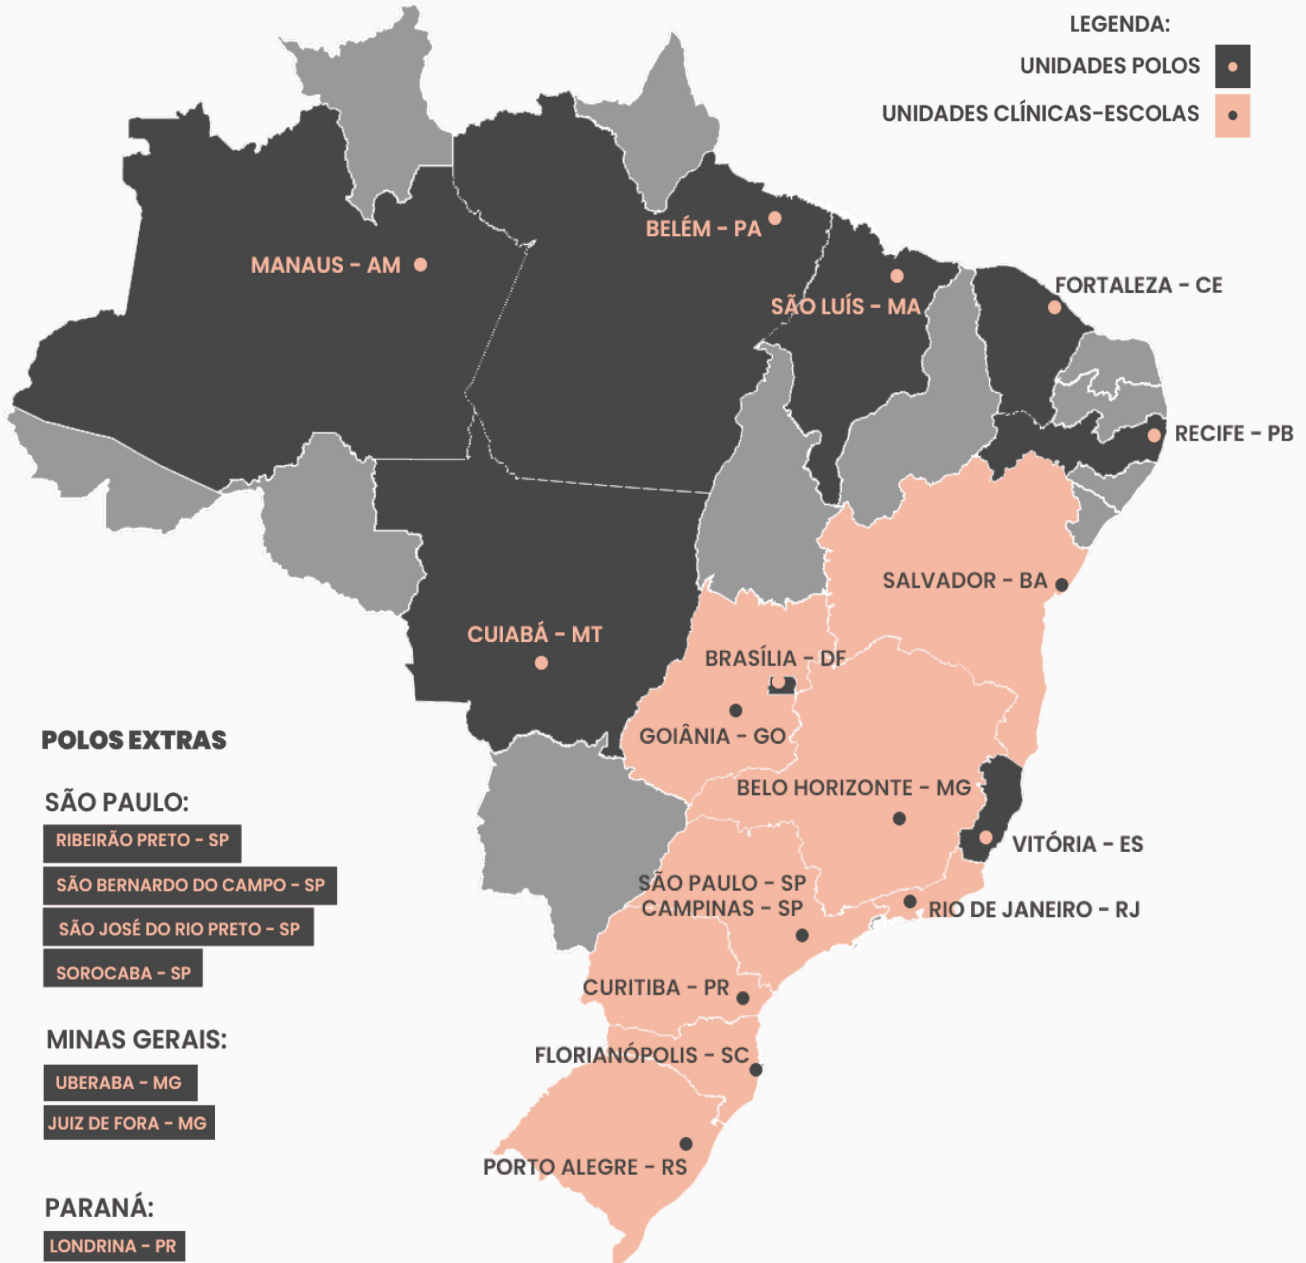 LEGENDA:
UNIDADES POLOS
UNIDADES CLÍNICAS-ESCOLAS
BELÉM - PA
MANAUS - AM
SÃO LUÍS - MA
FORTALEZA - CE
RECIFE - PB
SALVADOR - BA
CUIABÁ - MT
BRASÍLIA - DF
GOIÂNIA - GO
BELO HORIZONTE - MG
VITÓRIA - ES
SÃO PAULO - SP
CAMPINAS - SP
RIO DE JANEIRO - RJ
CURITIBA - PR
FLORIANÓPOLIS - SC
PORTO ALEGRE - RS
POLOS EXTRAS
SÃO PAULO:
RIBEIRÃO PRETO - SP
SÃO BERNARDO DO CAMPO - SP
SÃO JOSÉ DO RIO PRETO - SP
SOROCABA - SP
MINAS GERAIS:
UBERABA - MG
JUIZ DE FORA - MG
PARANÁ:
LONDRINA - PR